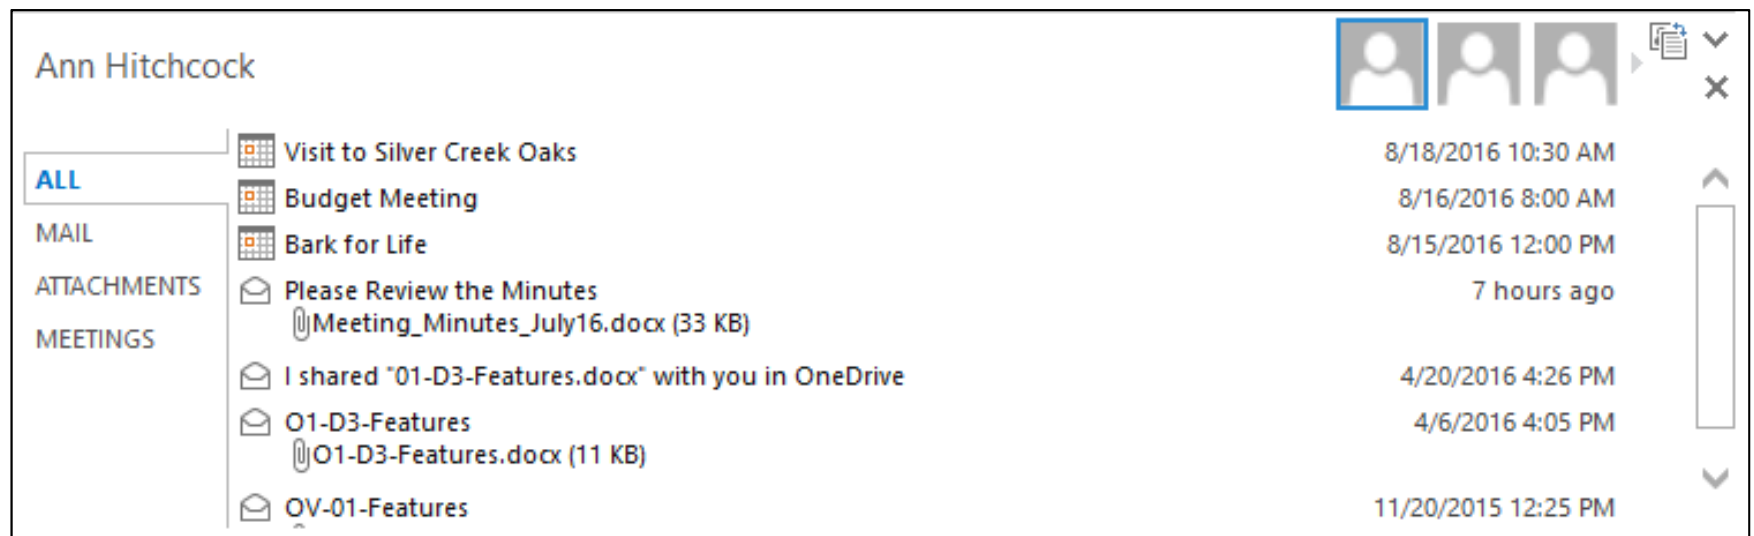 Ann Hitchcock
ALL
MAIL
ATTACHMENTS
MEETINGS
Visit to Silver Creek Oaks 8/18/2016 10:30 AM
Budget Meeting 8/16/2016 8:00 AM
Bark for Life 8/15/2016 12:00 PM
Please Review the Minutes 7 hours ago
Meeting_Minutes_July16.docx (33 KB)
I shared "01-D3-Features.docx" with you in OneDrive 4/20/2016 4:26 PM
O1-D3-Features 4/6/2016 4:05 PM
O1-D3-Features.docx (11 KB)
OV-01-Features 11/20/2015 12:25 PM